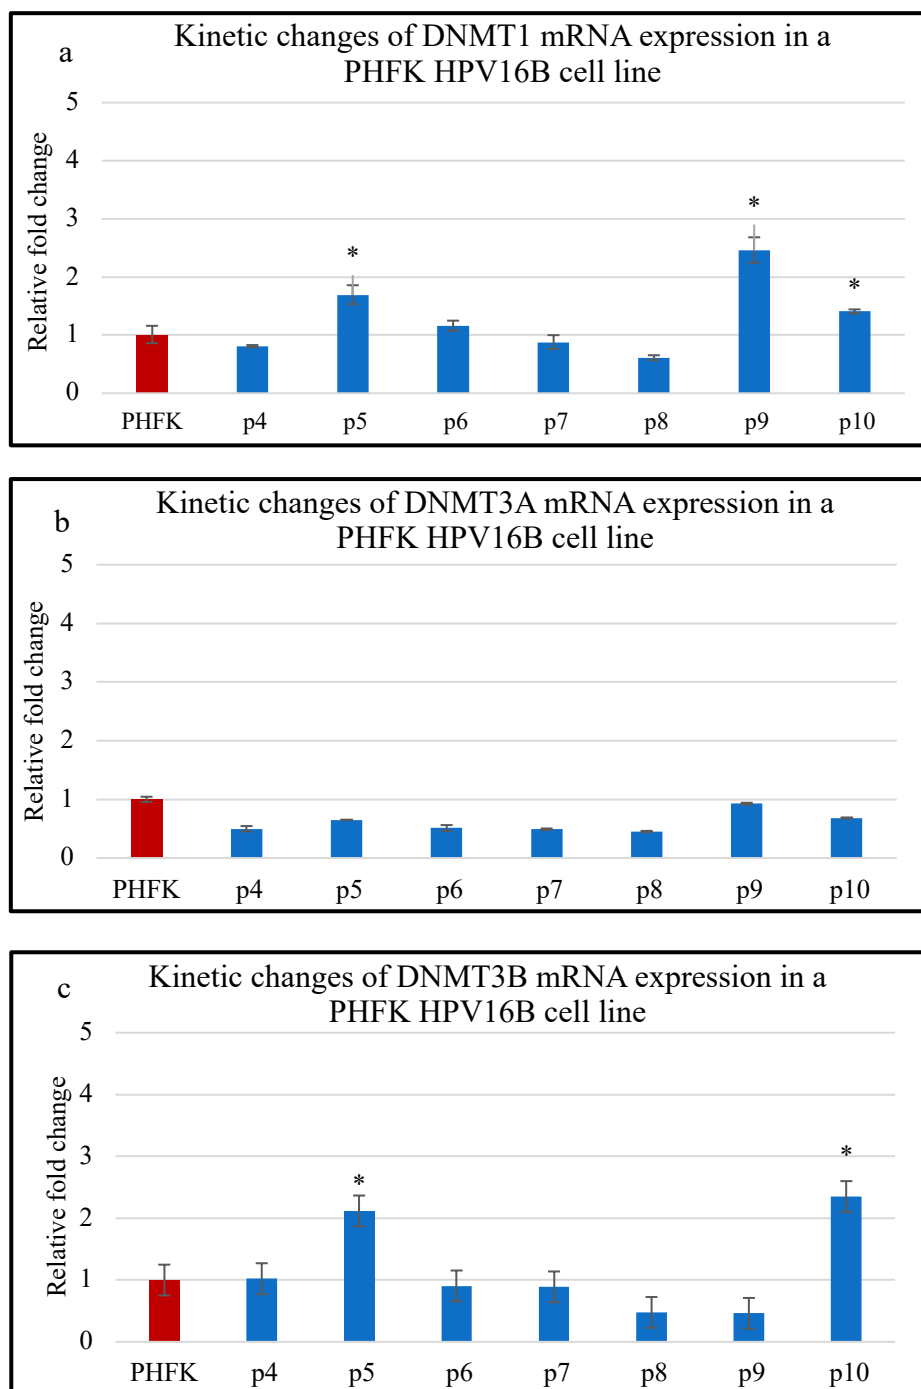 a
Kinetic changes of DNMT1 mRNA expression in a
PHFK HPV16B cell line
Relative fold change
5
4
3
2
1
0
*
*
*
PHFK p4 p5 p6 p7 p8 p9 p10
b
Kinetic changes of DNMT3A mRNA expression in a
PHFK HPV16B cell line
Relative fold change
5
4
3
2
1
0
PHFK p4 p5 p6 p7 p8 p9 p10
c
Kinetic changes of DNMT3B mRNA expression in a
PHFK HPV16B cell line
Relative fold change
5
4
3
2
1
0
*
*
PHFK p4 p5 p6 p7 p8 p9 p10